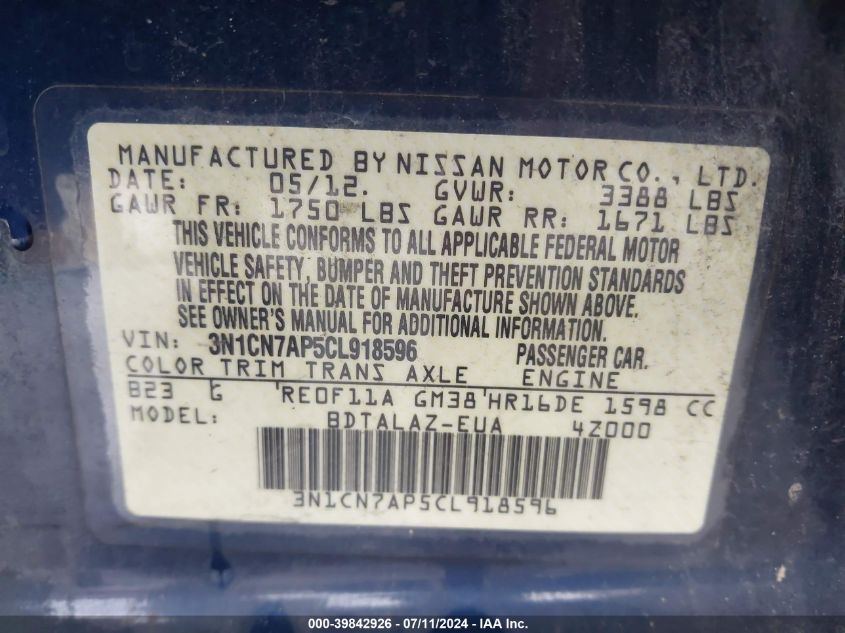 MANUFACTURED BY NISSAN MOTOR CO., LTD.
DATE: 05/12. GVWR: 3388 LBS
GAWR FR: 1750 LBS GAWR RR: 1671 LBS
THIS VEHICLE CONFORMS TO ALL APPLICABLE FEDERAL MOTOR
VEHICLE SAFETY, BUMPER AND THEFT PREVENTION STANDARDS
IN EFFECT ON THE DATE OF MANUFACTURE SHOWN ABOVE.
SEE OWNER'S MANUAL FOR ADDITIONAL INFORMATION.
VIN: 3N1CN7AP5CL918596 PASSENGER CAR.
COLOR TRIM TRANS AXLE ENGINE
B23 G RE0F11A GM38 HR16DE 1598 CC
MODEL: BDTALAZ-EUA 4Z000
3N1CN7AP5CL918596
000-39842926 - 07/11/2024 - IAA Inc.